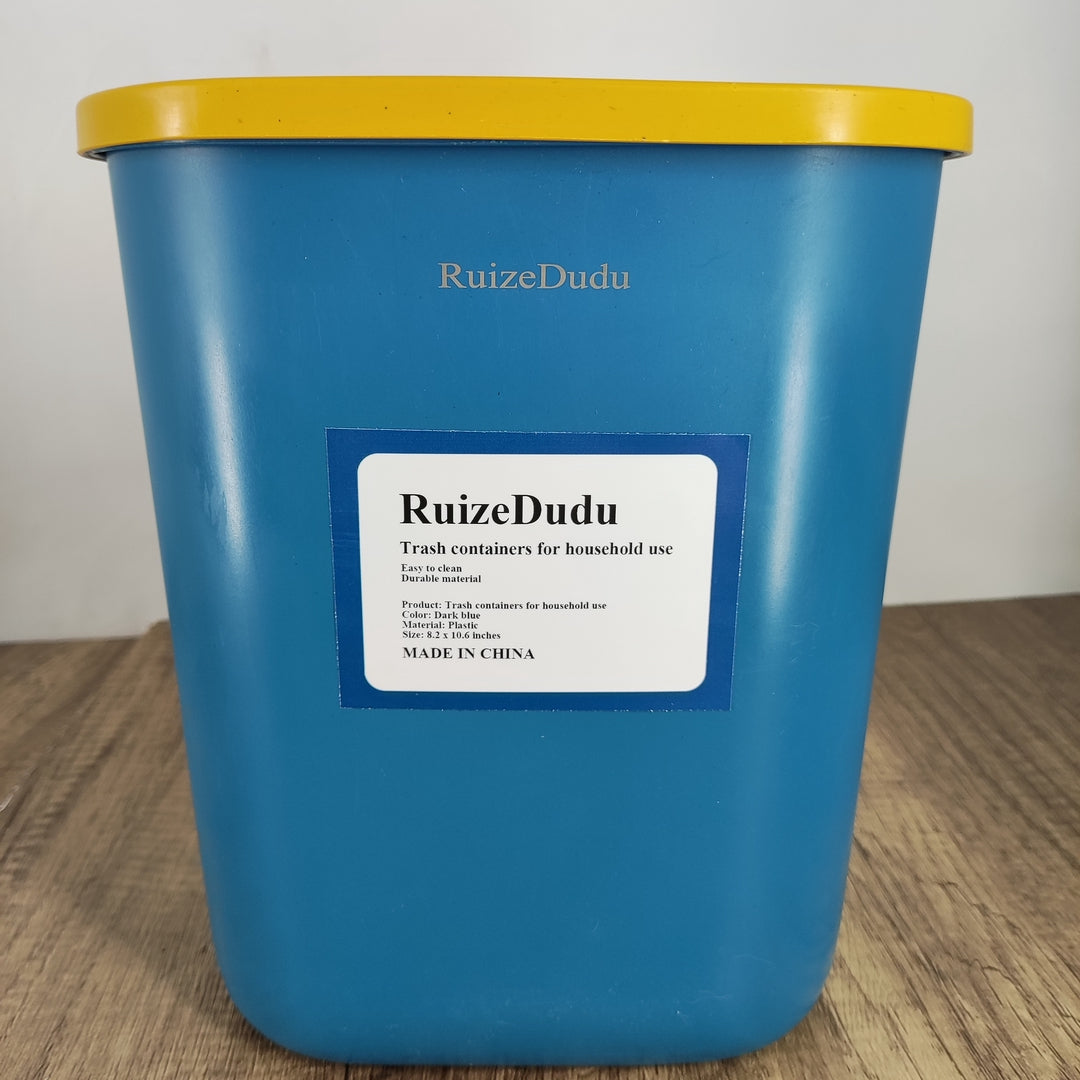 RuizeDudu
RuizeDudu
Trash containers for household use
Easy to clean
Durable material
Product: Trash containers for household use
Color: Dark blue
Material: Plastic
Size: 8.2 x 10.6 inches
MADE IN CHINA